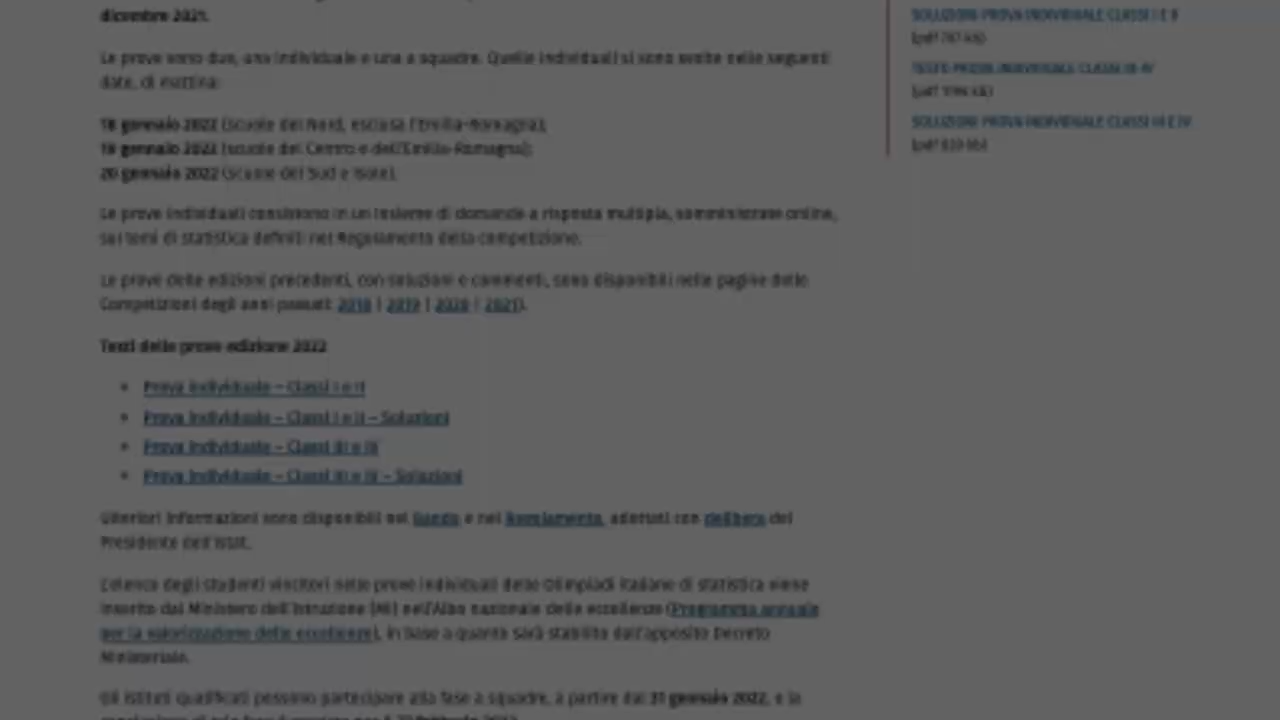 dicembre 2021.
Le prove sono due, una individuale e una a squadre. Quelle individuali si sono svolte nelle seguenti
date, di mattina:
18 gennaio 2022 (scuole del Nord, esclusa l'Emilia-Romagna);
19 gennaio 2022 (scuole del Centro e dell'Emilia-Romagna);
20 gennaio 2022 (scuole del Sud e Isole).
Le prove individuali consistono in un insieme di domande a risposta multipla, somministrate online,
sui temi di statistica definiti nel Regolamento della competizione.
Le prove delle edizioni precedenti, con soluzioni e commenti, sono disponibili nelle pagine delle
Competizioni degli anni passati: 2018 | 2019 | 2020 | 2021).
Testi delle prove edizione 2022
• Prova individuale – Classi I e II
• Prova individuale – Classi I e II – Soluzioni
• Prova individuale – Classi III e IV
• Prova individuale – Classi III e IV – Soluzioni
Ulteriori informazioni sono disponibili nel Bando e nel Regolamento, adottati con delibera del
Presidente dell'Istat.
L'elenco degli studenti vincitori nelle prove individuali delle Olimpiadi italiane di statistica viene
inserito dal Ministero dell'Istruzione (MI) nell'Albo nazionale delle eccellenze (Programma annuale
per la valorizzazione delle eccellenze), in base a quanto sarà stabilito dall'apposito Decreto
Ministeriale.
Gli istituti qualificati possono partecipare alla fase a squadre, a partire dal 31 gennaio 2022, e la
SOLUZIONI PROVA INDIVIDUALE CLASSI I E II
(pdf 767 kb)
TESTO PROVA INDIVIDUALE CLASSI III-IV
SOLUZIONI PROVA INDIVIDUALE CLASSI III E IV